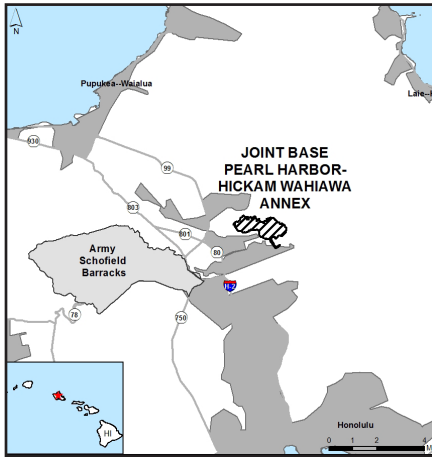 N
Pupukea--Waialua
Laie--H
930
99
JOINT BASE
PEARL HARBOR-
HICKAM WAHIAWA
ANNEX
803
801
80
Army
Schofield
Barracks
H-2
78
750
HI
Honolulu
0 2 4
M